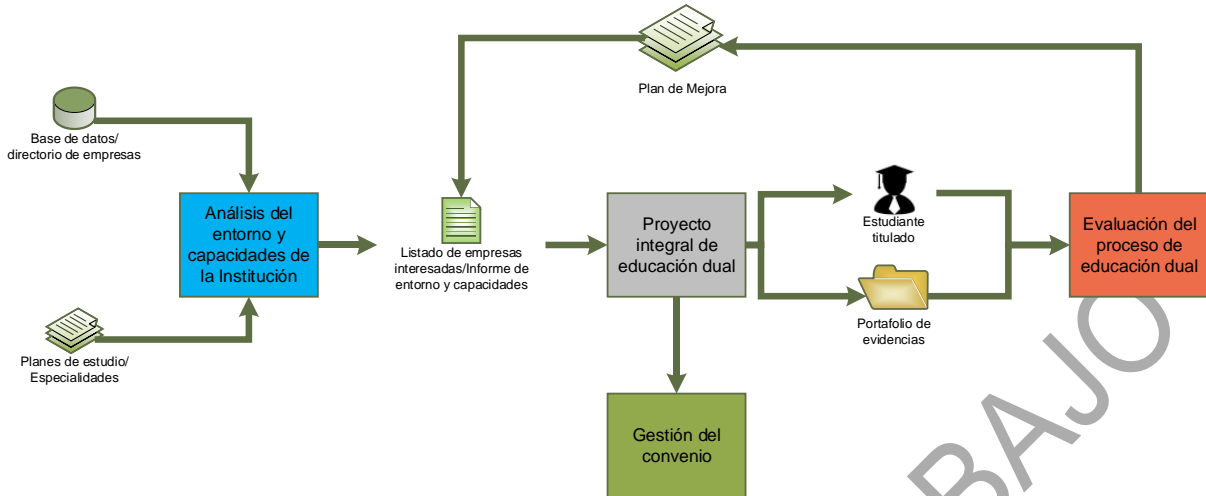 Plan de Mejora
Base de datos/
directorio de empresas
Análisis del
entorno y
capacidades de
la Institución
Planes de estudio/
Especialidades
Listado de empresas
interesadas/Informe de
entorno y capacidades
Proyecto
integral de
educación dual
Estudiante
titulado
Portafolio de
evidencias
Evaluación del
proceso de
educación dual
Gestión del
convenio
BAJO